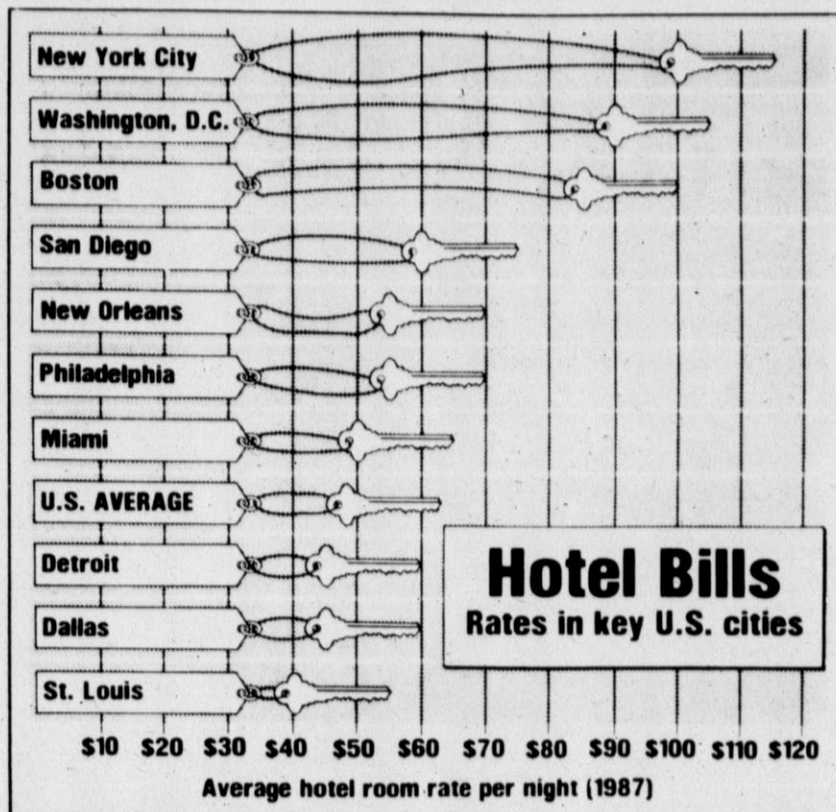 New York City
Washington, D.C.
Boston
San Diego
New Orleans
Philadelphia
Miami
U.S. AVERAGE
Detroit
Dallas
St. Louis
Hotel Bills
Rates in key U.S. cities
$10 $20 $30 $40 $50 $60 $70 $80 $90 $100 $110 $120
Average hotel room rate per night (1987)